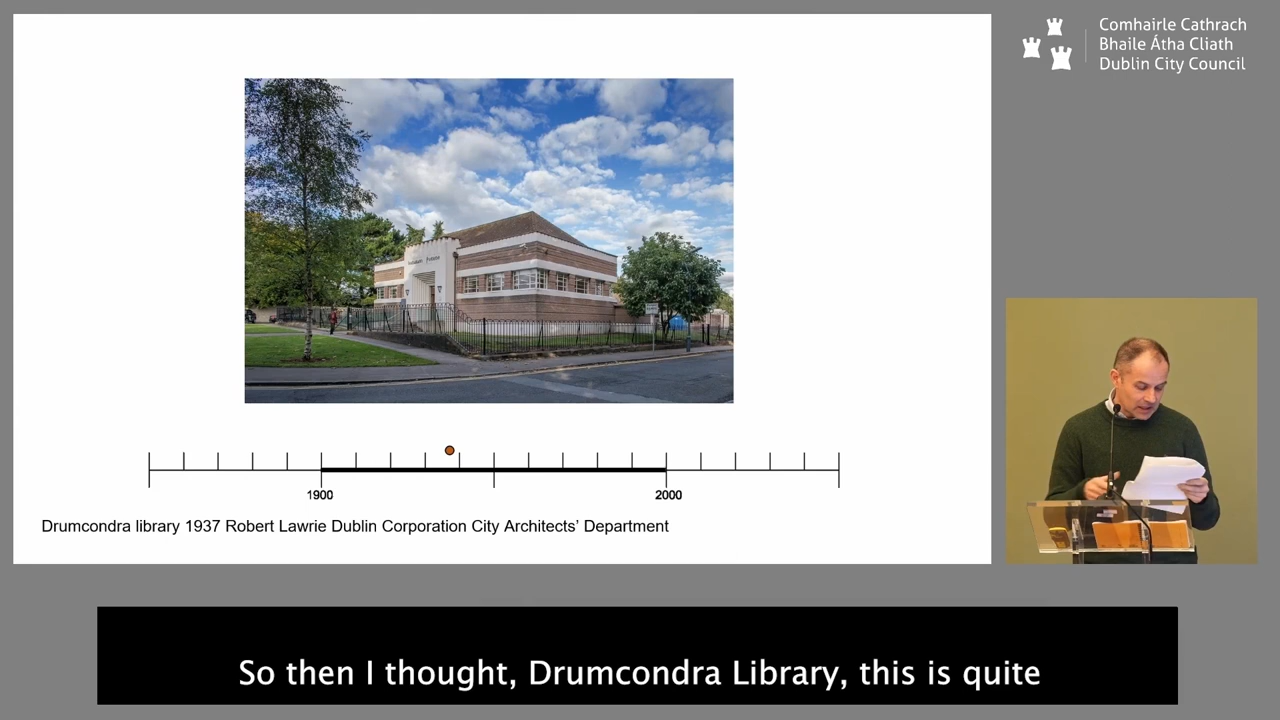 Comhairle Cathrach
Bhaile Átha Cliath
Dublin City Council
1900
2000
Drumcondra library 1937 Robert Lawrie Dublin Corporation City Architects’ Department
So then I thought, Drumcondra Library, this is quite